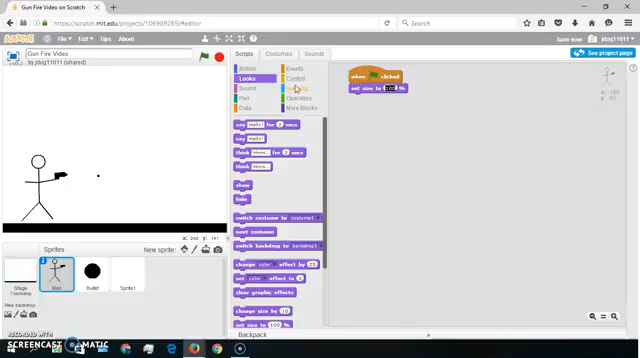 Gun Fire Video on Scratch
https://scratch.mit.edu/projects/106989269/#editor
Search
SCRATCH
File
Edit
Tips
About
jdog11011
Gun Fire Video
by jdog11011 (shared)
Scripts
Costumes
Sounds
See project page
Motion
Events
Looks
Control
Sound
Sensing
Pen
Operators
Data
More Blocks
when clicked
set size to 100 %
say Hello! for 2 secs
say Hello!
think Hmm... for 2 secs
think Hmm...
show
hide
switch costume to costume1
next costume
switch backdrop to backdrop1
change color effect by 25
set color effect to 0
clear graphic effects
change size by 10
set size to 100 %
Sprites
New sprite:
Stage
1 backdrop
New backdrop:
Man
Bullet
Sprite1
Backpack
RECORDED WITH
SCREENCAST MATIC